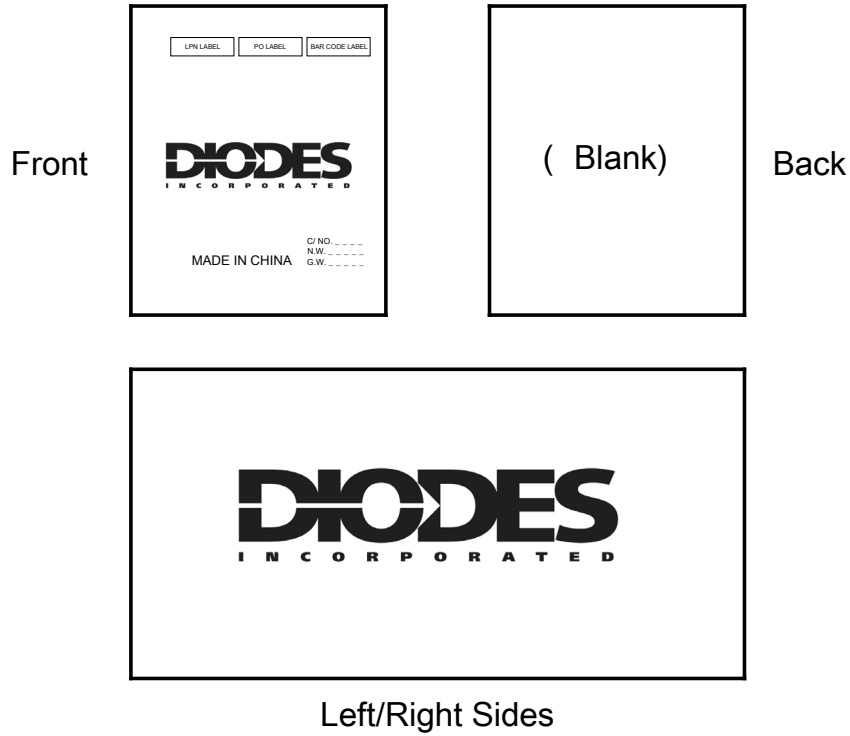 LPN LABEL PO LABEL BAR CODE LABEL
Front
DIODES
INCORPORATED
C/ NO. _ _ _ _
N.W. _ _ _ _ _
MADE IN CHINA G.W. _ _ _ _ _
( Blank)
Back
DIODES
INCORPORATED
Left/Right Sides